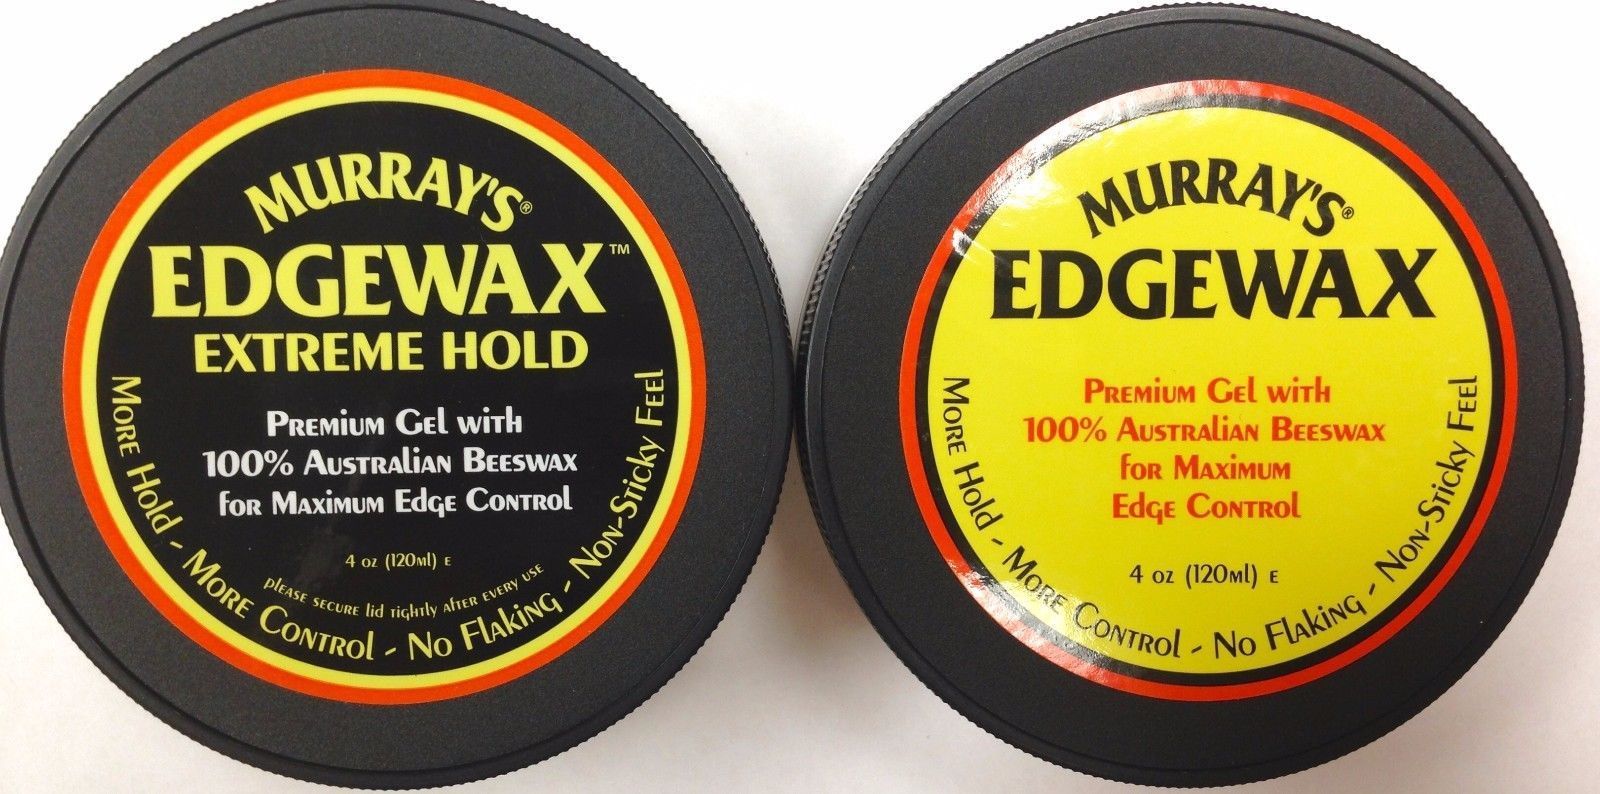 MURRAY'S®
EDGEWAX™
EXTREME HOLD
PREMIUM GEL WITH
100% AUSTRALIAN BEESWAX
FOR MAXIMUM EDGE CONTROL
4 OZ (120ML) E
PLEASE SECURE LID TIGHTLY AFTER EVERY USE
MORE HOLD - MORE CONTROL - NO FLAKING - NON-STICKY FEEL
MURRAY'S®
EDGEWAX
PREMIUM GEL WITH
100% AUSTRALIAN BEESWAX
FOR MAXIMUM
EDGE CONTROL
4 OZ (120ML) E
MORE HOLD - MORE CONTROL - NO FLAKING - NON-STICKY FEEL